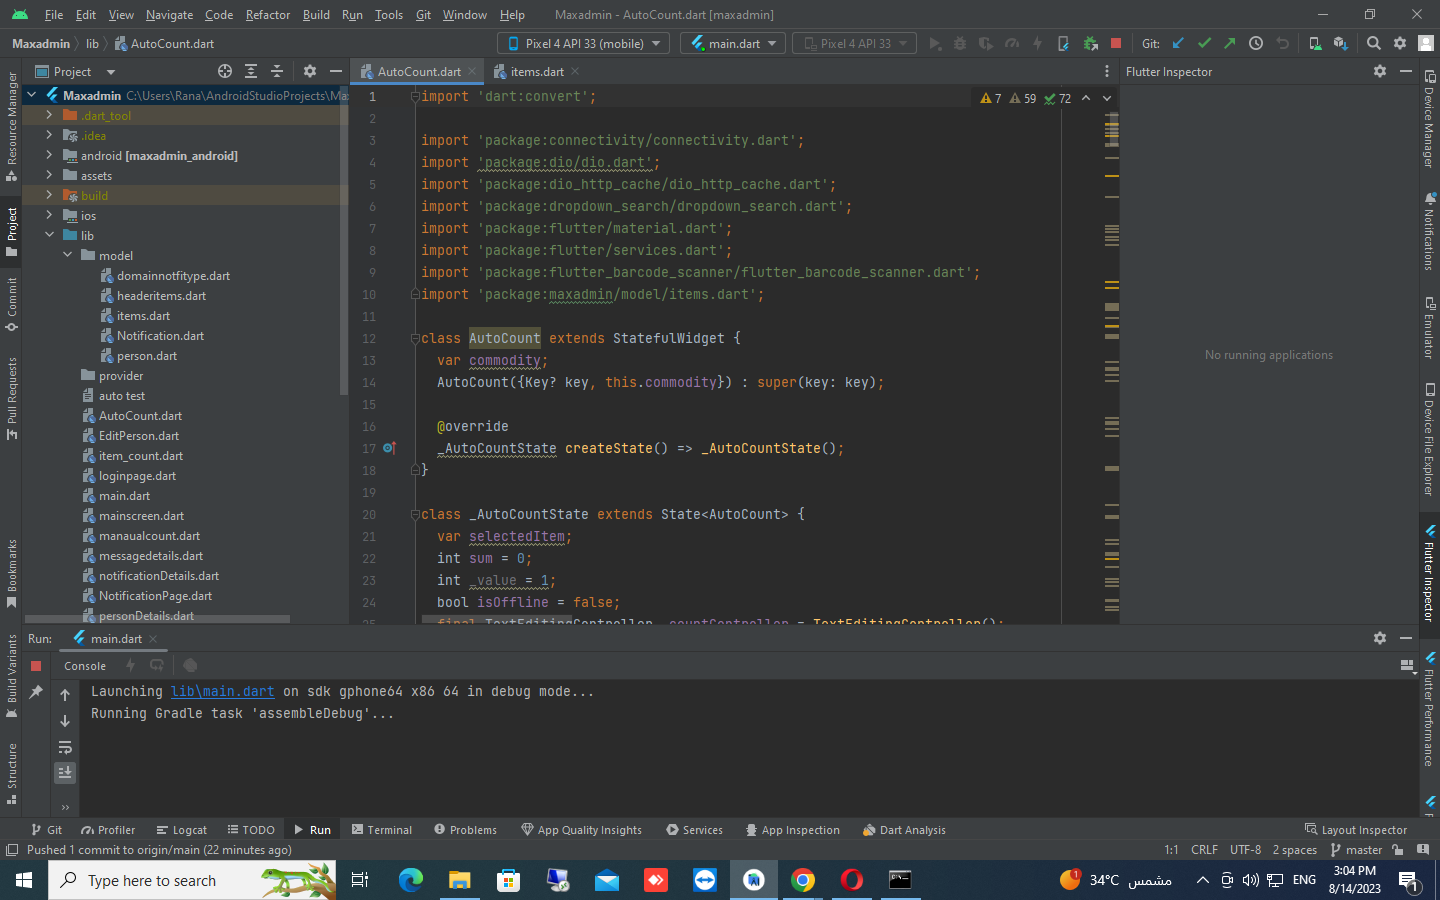 File Edit View Navigate Code Refactor Build Run Tools Git Window Help Maxadmin - AutoCount.dart [maxadmin]
Maxadmin lib AutoCount.dart Pixel 4 API 33 (mobile) main.dart Pixel 4 API 33 Git:
Project AutoCount.dart items.dart Flutter Inspector
Resource Manager
Project
Commit
Pull Requests
Bookmarks
Build Variants
Structure
Maxadmin C:\Users\Rana\AndroidStudioProjects\Ma
.dart_tool
.idea
android [maxadmin_android]
assets
build
ios
lib
model
domainnotfitype.dart
headeritems.dart
items.dart
Notification.dart
person.dart
provider
auto test
AutoCount.dart
EditPerson.dart
item_count.dart
loginpage.dart
main.dart
mainscreen.dart
manaualcount.dart
messagedetails.dart
notificationDetails.dart
NotificationPage.dart
personDetails.dart
7 59 72
1 import 'dart:convert';
2
3 import 'package:connectivity/connectivity.dart';
4 import 'package:dio/dio.dart';
5 import 'package:dio_http_cache/dio_http_cache.dart';
6 import 'package:dropdown_search/dropdown_search.dart';
7 import 'package:flutter/material.dart';
8 import 'package:flutter/services.dart';
9 import 'package:flutter_barcode_scanner/flutter_barcode_scanner.dart';
10 import 'package:maxadmin/model/items.dart';
11
12 class AutoCount extends StatefulWidget {
13 var commodity;
14 AutoCount({Key? key, this.commodity}) : super(key: key);
15
16 @override
17 _AutoCountState createState() => _AutoCountState();
18 }
19
20 class _AutoCountState extends State<AutoCount> {
21 var selectedItem;
22 int sum = 0;
23 int _value = 1;
24 bool isOffline = false;
25 final TextEditingController _countController = TextEditingController();
No running applications
Device Manager
Notifications
Emulator
Device File Explorer
Flutter Inspector
Flutter Performance
Run: main.dart
Console
Launching lib\main.dart on sdk gphone64 x86 64 in debug mode...
Running Gradle task 'assembleDebug'...
Git Profiler Logcat TODO Run Terminal Problems App Quality Insights Services App Inspection Dart Analysis Layout Inspector
Pushed 1 commit to origin/main (22 minutes ago) 1:1 CRLF UTF-8 2 spaces master
Type here to search 1 34°C مشمس ENG 3:04 PM
8/14/2023 1